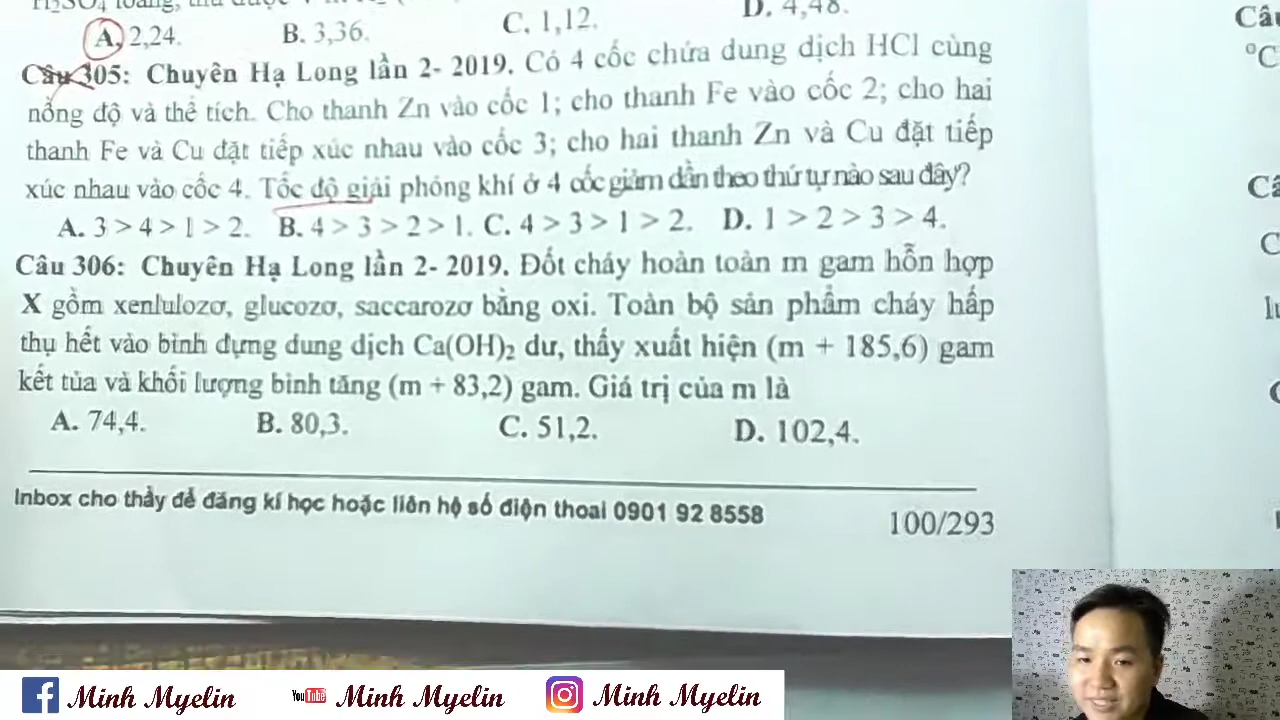 H₂SO₄ loãng, thu được V
A. 2,24. B. 3,36. C. 1,12. D. 4,48.
Câu 305: Chuyên Hạ Long lần 2- 2019. Có 4 cốc chứa dung dịch HCl cùng
nồng độ và thể tích. Cho thanh Zn vào cốc 1; cho thanh Fe vào cốc 2; cho hai
thanh Fe và Cu đặt tiếp xúc nhau vào cốc 3; cho hai thanh Zn và Cu đặt tiếp
xúc nhau vào cốc 4. Tốc độ giải phóng khí ở 4 cốc giảm dần theo thứ tự nào sau đây?
A. 3 > 4 > 1 > 2. B. 4 > 3 > 2 > 1. C. 4 > 3 > 1 > 2. D. 1 > 2 > 3 > 4.
Câu 306: Chuyên Hạ Long lần 2- 2019. Đốt cháy hoàn toàn m gam hỗn hợp
X gồm xenlulozơ, glucozơ, saccarozơ bằng oxi. Toàn bộ sản phẩm cháy hấp
thụ hết vào bình đựng dung dịch Ca(OH)₂ dư, thấy xuất hiện (m + 185,6) gam
kết tủa và khối lượng bình tăng (m + 83,2) gam. Giá trị của m là
A. 74,4. B. 80,3. C. 51,2. D. 102,4.
Inbox cho thầy để đăng kí học hoặc liên hệ số điện thoại 0901 92 8558
100/293
Câu
°C
Minh Myelin
YouTube Minh Myelin
Minh Myelin